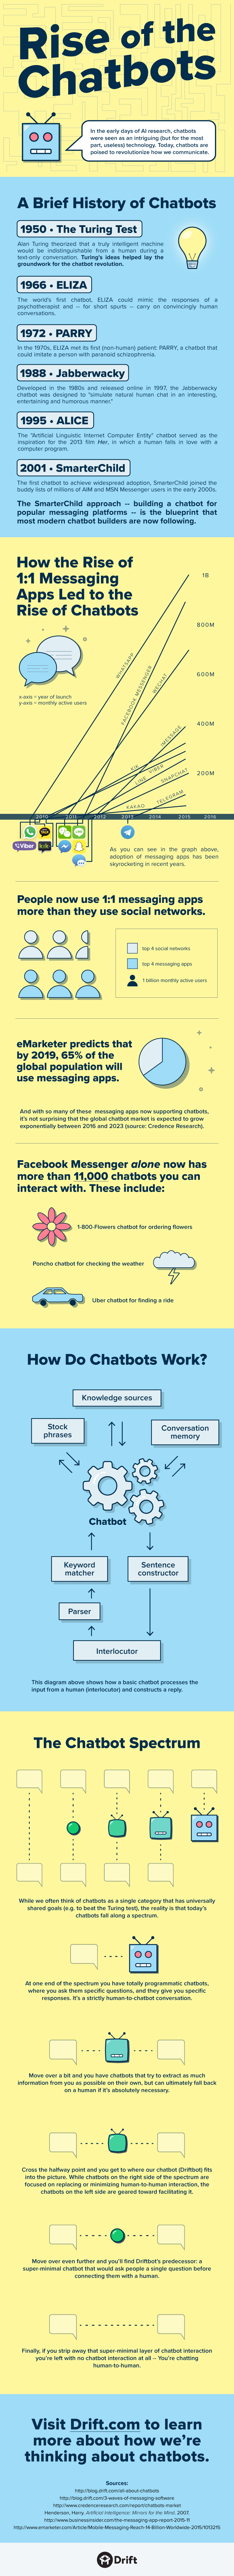 Rise of the
Chatbots
In the early days of AI research, chatbots
were seen as an intriguing (but for the most
part, useless) technology. Today, chatbots are
poised to revolutionize how we communicate.
A Brief History of Chatbots
1950 • The Turing Test
Alan Turing theorized that a truly intelligent machine
would be indistinguishable from a human during a
text-only conversation. Turing's ideas helped lay the
groundwork for the chatbot revolution.
1966 • ELIZA
The world's first chatbot, ELIZA could mimic the responses of a
psychotherapist and -- for short spurts -- carry on convincingly human
conversations.
1972 • PARRY
In the 1970s, ELIZA met its first (non-human) patient: PARRY, a chatbot that
could imitate a person with paranoid schizophrenia.
1988 • Jabberwacky
Developed in the 1980s and released online in 1997, the Jabberwacky
chatbot was designed to "simulate natural human chat in an interesting,
entertaining and humorous manner."
1995 • ALICE
The "Artificial Linguistic Internet Computer Entity" chatbot served as the
inspiration for the 2013 film Her, in which a human falls in love with a
computer program.
2001 • SmarterChild
The first chatbot to achieve widespread adoption, SmarterChild joined the
buddy lists of millions of AIM and MSN Messenger users in the early 2000s.
The SmarterChild approach -- building a chatbot for
popular messaging platforms -- is the blueprint that
most modern chatbot builders are now following.
How the Rise of
1:1 Messaging
Apps Led to the
Rise of Chatbots
1B
800M
600M
400M
200M
WHATSAPP
FACEBOOK MESSENGER
WECHAT
IMESSAGE
KIK
VIBER
LINE
SNAPCHAT
TELEGRAM
KAKAO
x-axis = year of launch
y-axis = monthly active users
2010 2011 2012 2013 2014 2015 2016
Viber talk
As you can see in the graph above,
adoption of messaging apps has been
skyrocketing in recent years.
People now use 1:1 messaging apps
more than they use social networks.
top 4 social networks
top 4 messaging apps
1 billion monthly active users
eMarketer predicts that
by 2019, 65% of the
global population will
use messaging apps.
And with so many of these messaging apps now supporting chatbots,
it's not surprising that the global chatbot market is expected to grow
exponentially between 2016 and 2023 (source: Credence Research).
Facebook Messenger alone now has
more than 11,000 chatbots you can
interact with. These include:
1-800-Flowers chatbot for ordering flowers
Poncho chatbot for checking the weather
Uber chatbot for finding a ride
How Do Chatbots Work?
Knowledge sources
Stock
phrases
Conversation
memory
Chatbot
Keyword
matcher
Sentence
constructor
Parser
Interlocutor
This diagram above shows how a basic chatbot processes the
input from a human (interlocutor) and constructs a reply.
The Chatbot Spectrum
While we often think of chatbots as a single category that has universally
shared goals (e.g. to beat the Turing test), the reality is that today's
chatbots fall along a spectrum.
At one end of the spectrum you have totally programmatic chatbots,
where you ask them specific questions, and they give you specific
responses. It's a strictly human-to-chatbot conversation.
Move over a bit and you have chatbots that try to extract as much
information from you as possible on their own, but can ultimately fall back
on a human if it's absolutely necessary.
Cross the halfway point and you get to where our chatbot (Driftbot) fits
into the picture. While chatbots on the right side of the spectrum are
focused on replacing or minimizing human-to-human interaction, the
chatbots on the left side are geared toward facilitating it.
Move over even further and you'll find Driftbot's predecessor: a
super-minimal chatbot that would ask people a single question before
connecting them with a human.
Finally, if you strip away that super-minimal layer of chatbot interaction
you're left with no chatbot interaction at all -- You're chatting
human-to-human.
Visit Drift.com to learn
more about how we're
thinking about chatbots.
Sources:
http://blog.drift.com/all-about-chatbots
http://blog.drift.com/3-waves-of-messaging-software
http://www.credenceresearch.com/report/chatbots-market
Henderson, Harry. Artificial Intelligence: Mirrors for the Mind. 2007.
http://www.businessinsider.com/the-messaging-app-report-2015-11
http://www.emarketer.com/Article/Mobile-Messaging-Reach-14-Billion-Worldwide-2015/1013215
Drift